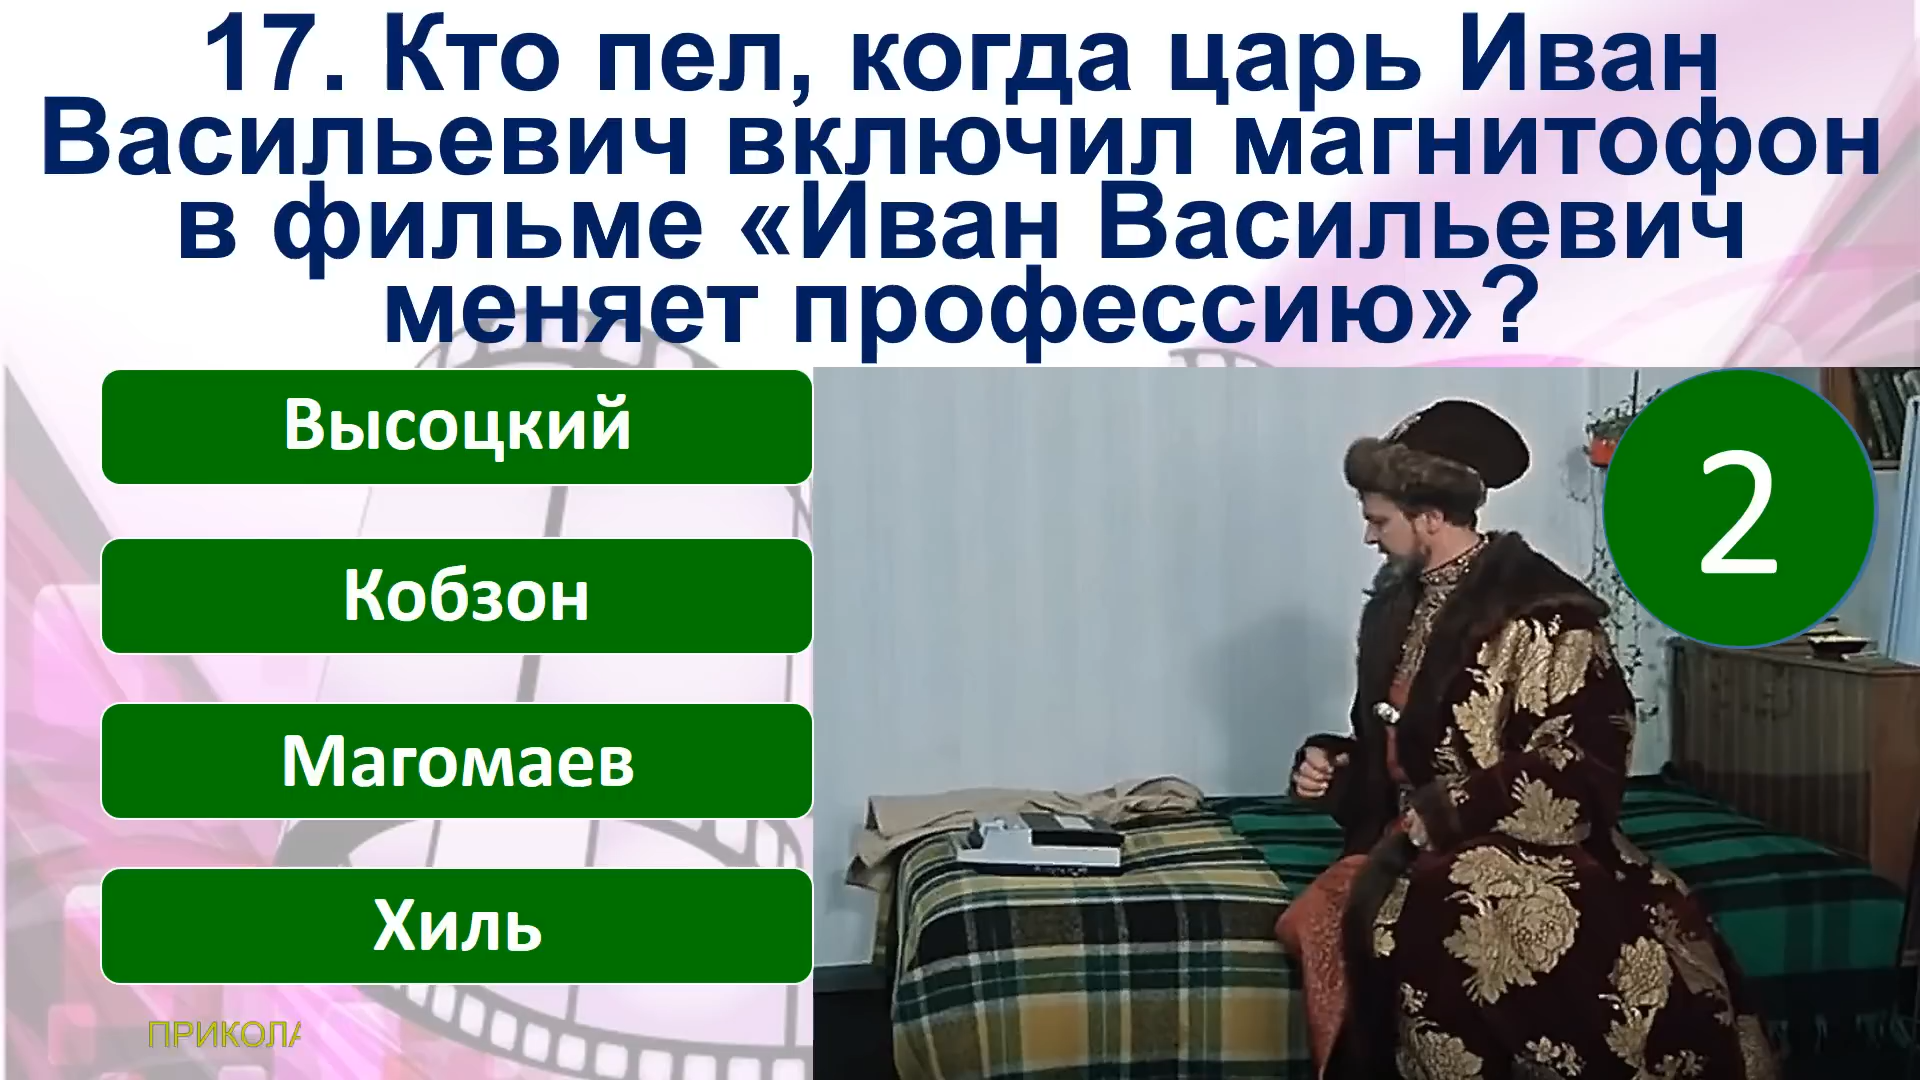 17. Кто пел, когда царь Иван
Васильевич включил магнитофон
в фильме «Иван Васильевич
меняет профессию»?
Высоцкий
2
Кобзон
Магомаев
Хиль
ПРИКОЛА